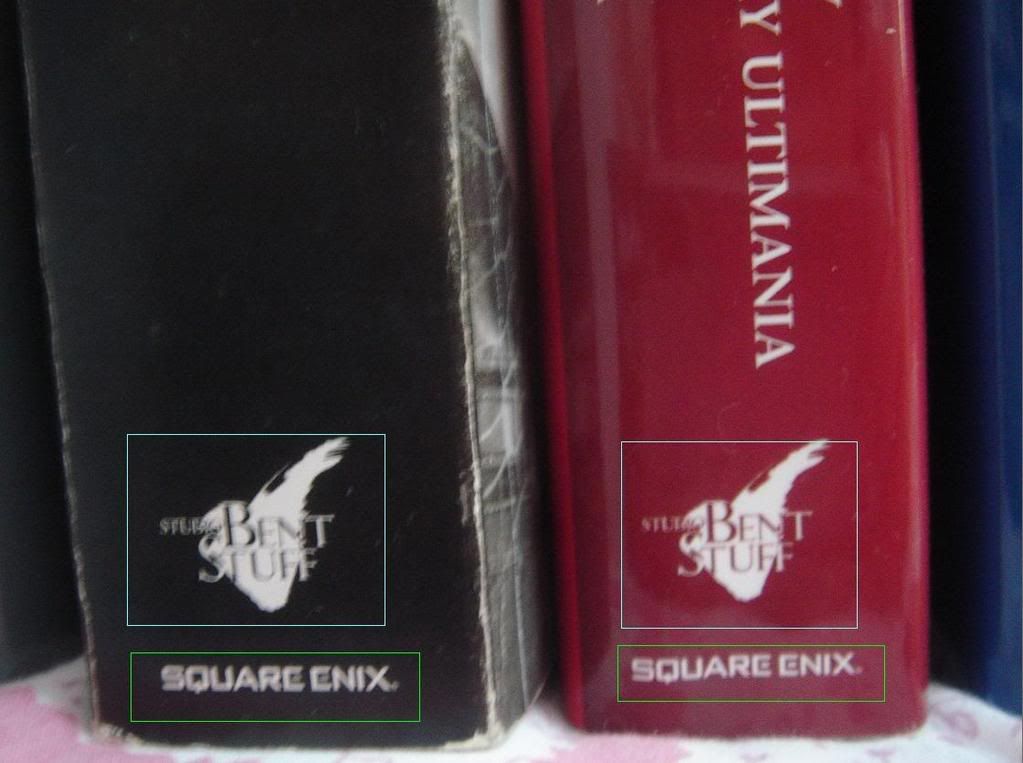 STUDIO
BENT
STUFF
SQUARE ENIX
Y ULTIMANIA
STUDIO
BENT
STUFF
SQUARE ENIX